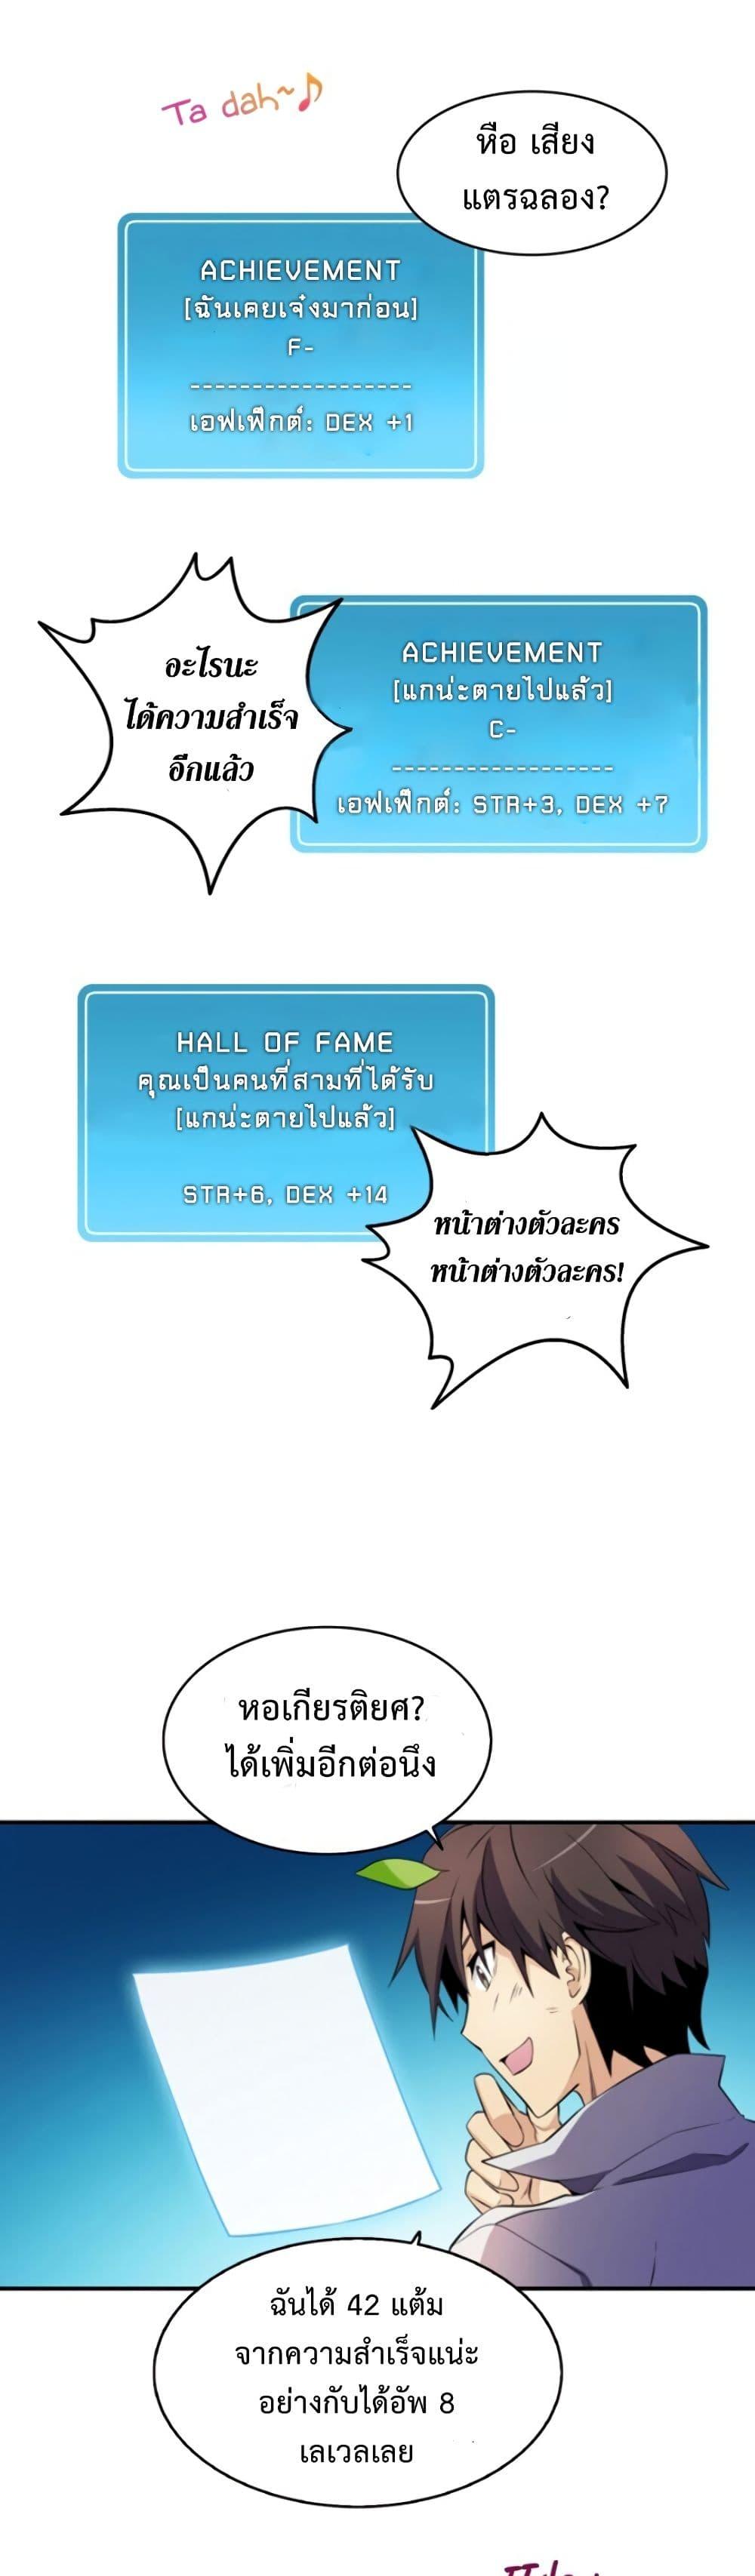 Ta dah~♪
หือ เสียง
แตรฉลอง?
ACHIEVEMENT
[ฉันเคยเจ๋งมาก่อน]
F-
------------------
เอฟเฟ็กต์: DEX +1
อะไรนะ
ได้ความสำเร็จ
อีกแล้ว
ACHIEVEMENT
[แกน่ะตายไปแล้ว]
C-
------------------
เอฟเฟ็กต์: STR+3, DEX +7
HALL OF FAME
คุณเป็นคนที่สามที่ได้รับ
[แกน่ะตายไปแล้ว]
STR+6, DEX +14
หน้าต่างตัวละคร
หน้าต่างตัวละคร!
หอเกียรติยศ?
ได้เพิ่มอีกต่อนึง
ฉันได้ 42 แต้ม
จากความสำเร็จแน่ะ
อย่างกับได้อัพ 8
เลเวลเลย